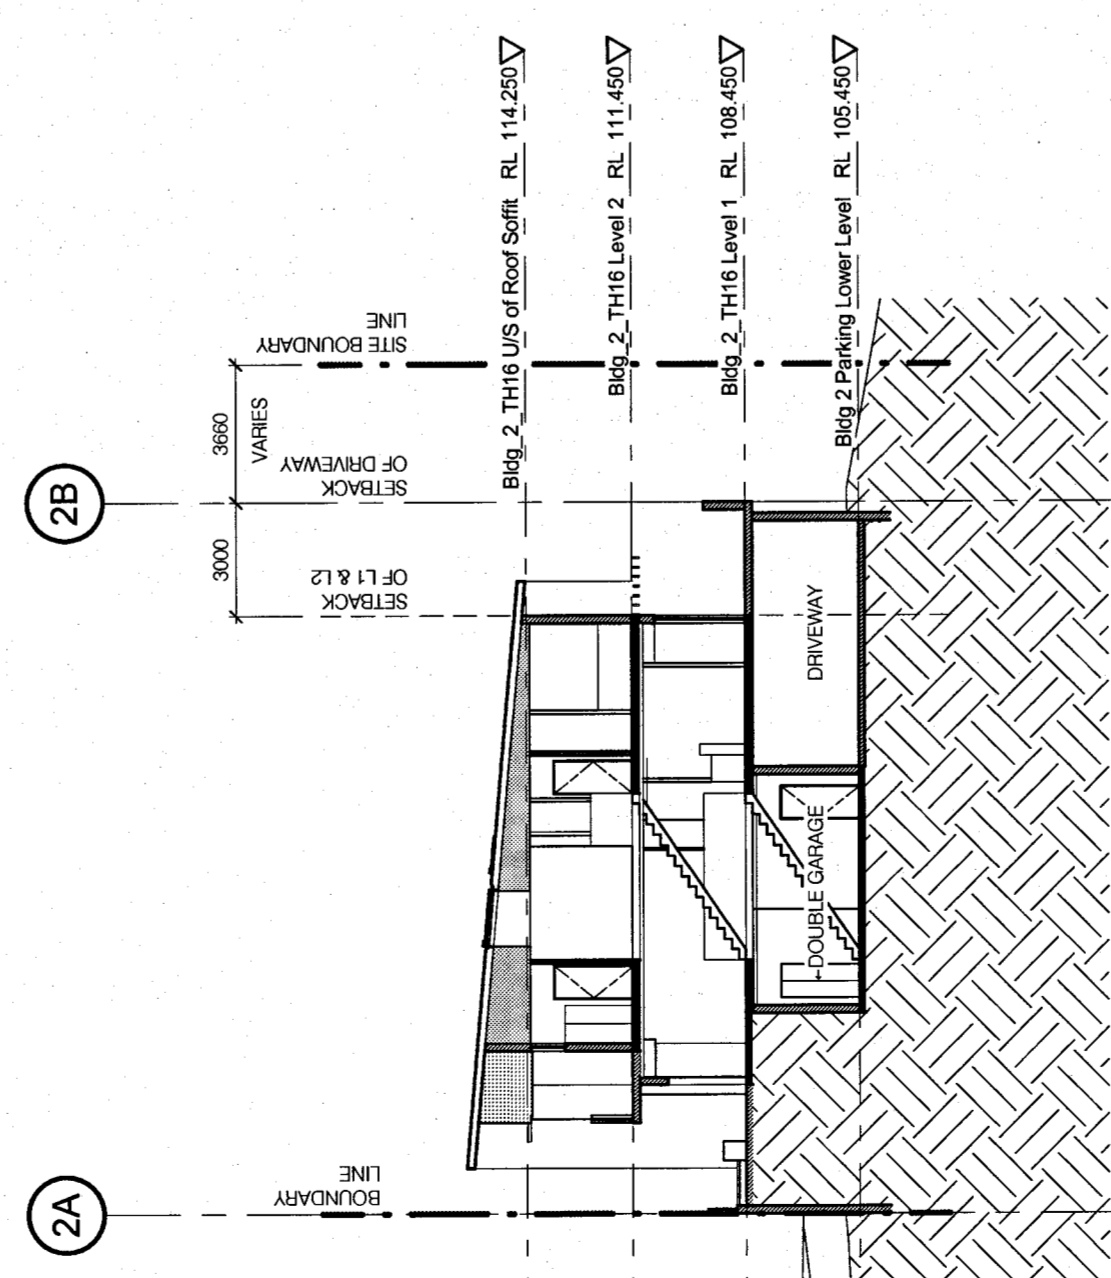 Bldg_2_TH16 U/S of Roof Soffit RL 114.250
Bldg_2_TH16 Level 2 RL 111.450
Bldg_2_TH16 Level 1 RL 108.450
Bldg 2 Parking Lower Level RL 105.450
SITE BOUNDARY
LINE
3660
VARIES
SETBACK
OF DRIVEWAY
2B
3000
SETBACK
OF L1 & L2
DRIVEWAY
←DOUBLE GARAGE
BOUNDARY
LINE
2A